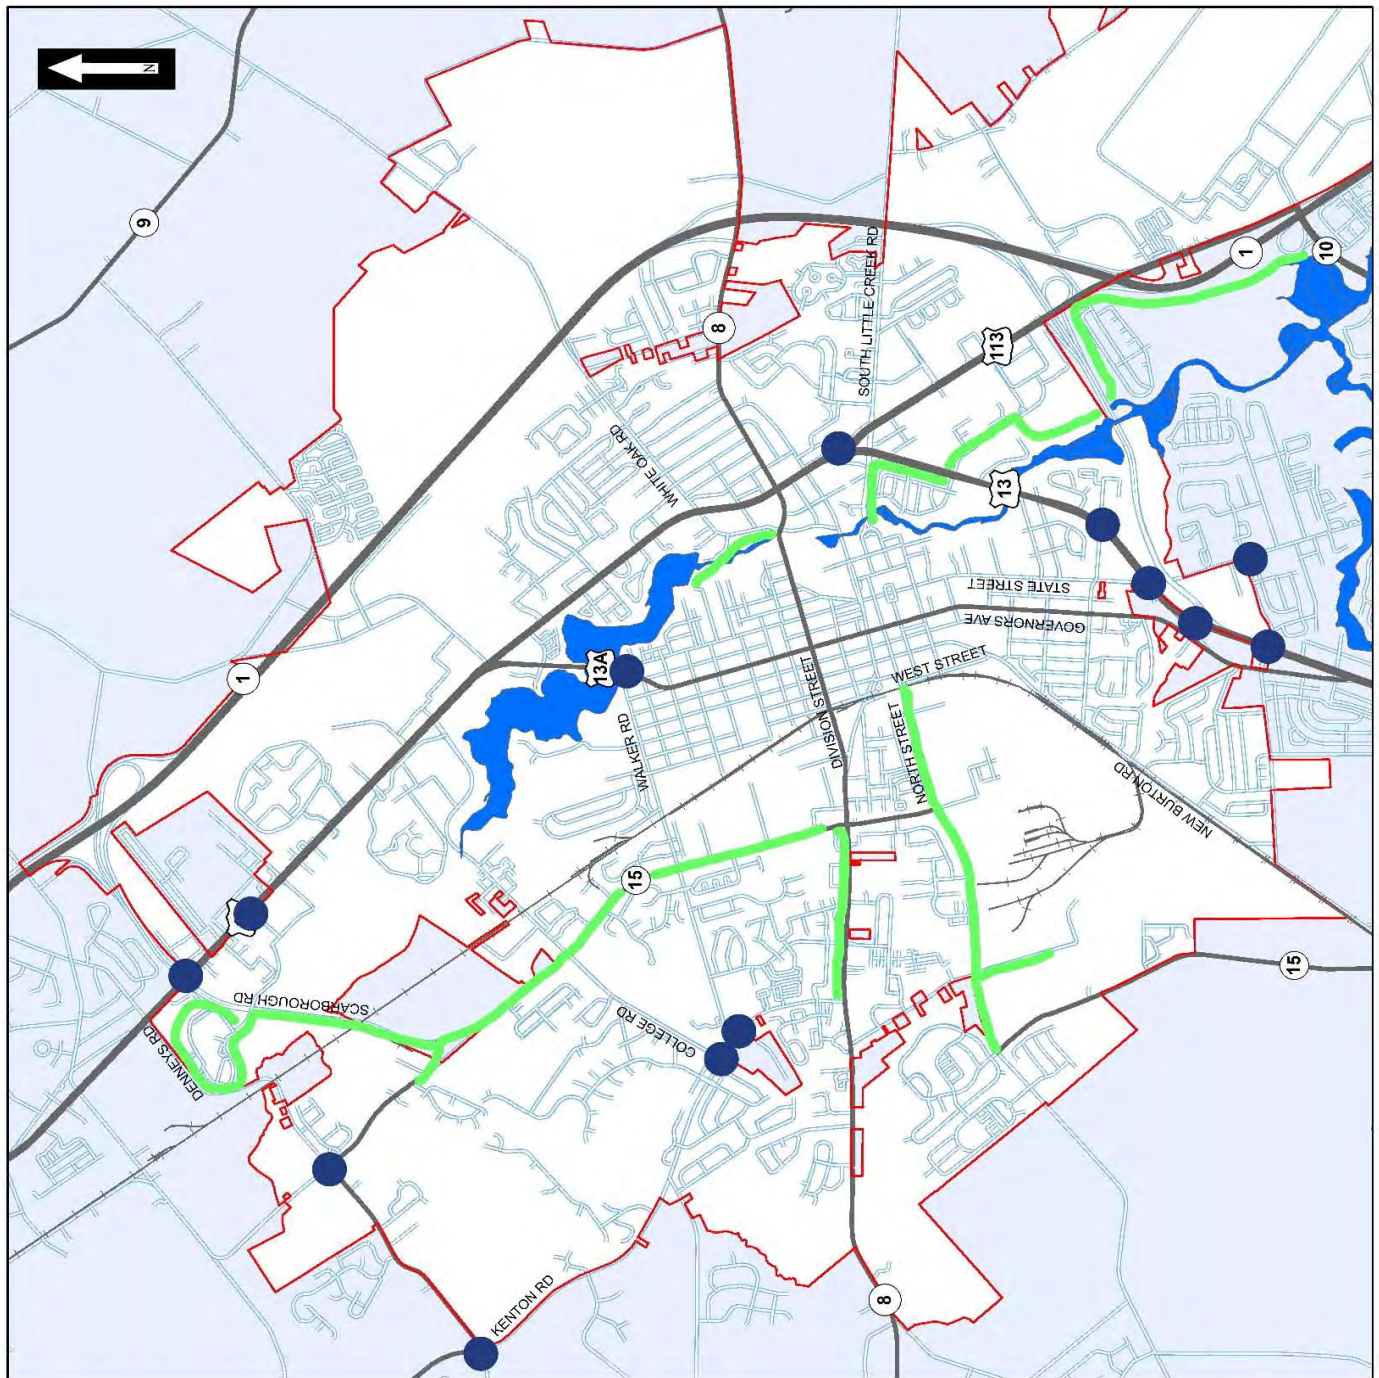 N
9
8
SOUTH LITTLE CREEK RD
1
10
113
WHITE OAK RD
13
STATE STREET
GOVERNORS AVE
13A
1
WEST STREET
DIVISION STREET
NORTH STREET
WALKER RD
NEW BURTON RD
15
15
SCARBOROUGH RD
DENNEYS RD
COLLEGE RD
KENTON RD
8